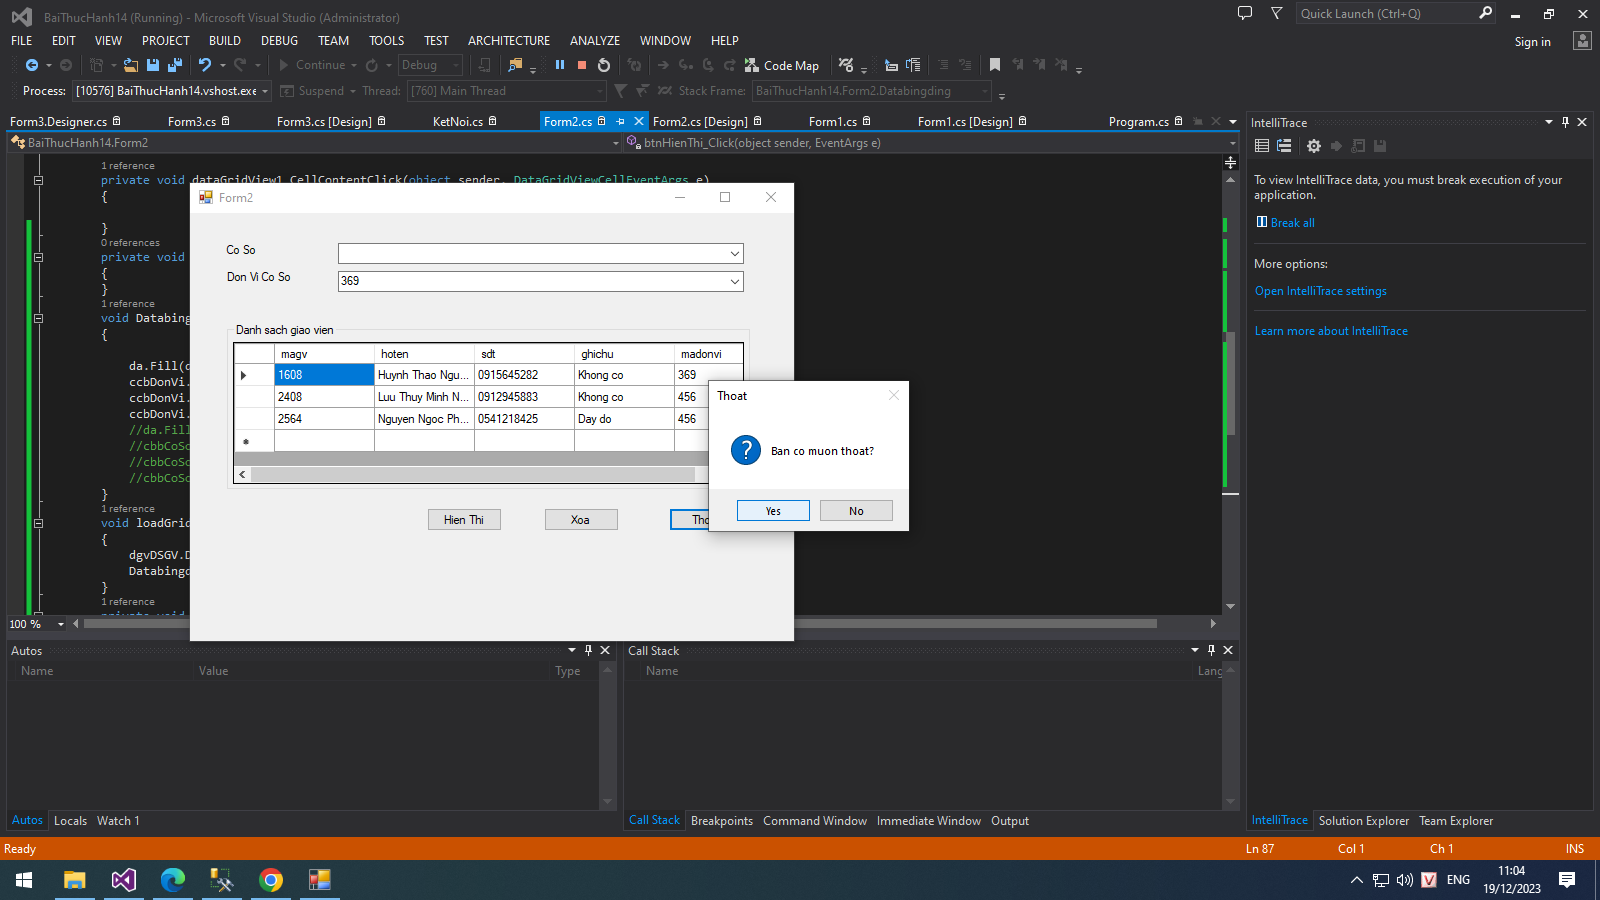 BaiThucHanh14 (Running) - Microsoft Visual Studio (Administrator)
Quick Launch (Ctrl+Q)
FILE EDIT VIEW PROJECT BUILD DEBUG TEAM TOOLS TEST ARCHITECTURE ANALYZE WINDOW HELP
Sign in
Continue Debug Code Map
Process: [10576] BaiThucHanh14.vshost.exe Suspend Thread: [760] Main Thread Stack Frame: BaiThucHanh14.Form2.Databingding
Form3.Designer.cs Form3.cs Form3.cs [Design] KetNoi.cs Form2.cs Form2.cs [Design] Form1.cs Form1.cs [Design] Program.cs
BaiThucHanh14.Form2 btnHienThi_Click(object sender, EventArgs e)
1 reference
private void dataGridView1_CellContentClick(object sender, DataGridViewCellEventArgs e)
{
}
0 references
private void
{
}
1 reference
void Databing
{
da.Fill(d
ccbDonVi.
ccbDonVi.
ccbDonVi.
//da.Fill
//cbbCoSo
//cbbCoSo
//cbbCoSo
}
1 reference
void loadGrid
{
dgvDSGV.D
Databingd
}
1 reference
private void
100 %
Form2
Co So
Don Vi Co So 369
Danh sach giao vien
magv hoten sdt ghichu madonvi
1608 Huynh Thao Ngu... 0915645282 Khong co 369
2408 Luu Thuy Minh N... 0912945883 Khong co 456
2564 Nguyen Ngoc Ph... 0541218425 Day do 456
Hien Thi Xoa Tho
Thoat
Ban co muon thoat?
Yes No
IntelliTrace
To view IntelliTrace data, you must break execution of your
application.
Break all
More options:
Open IntelliTrace settings
Learn more about IntelliTrace
Autos
Name Value Type
Call Stack
Name Lang
Autos Locals Watch 1
Call Stack Breakpoints Command Window Immediate Window Output
IntelliTrace Solution Explorer Team Explorer
Ready Ln 87 Col 1 Ch 1 INS
V ENG 11:04
19/12/2023